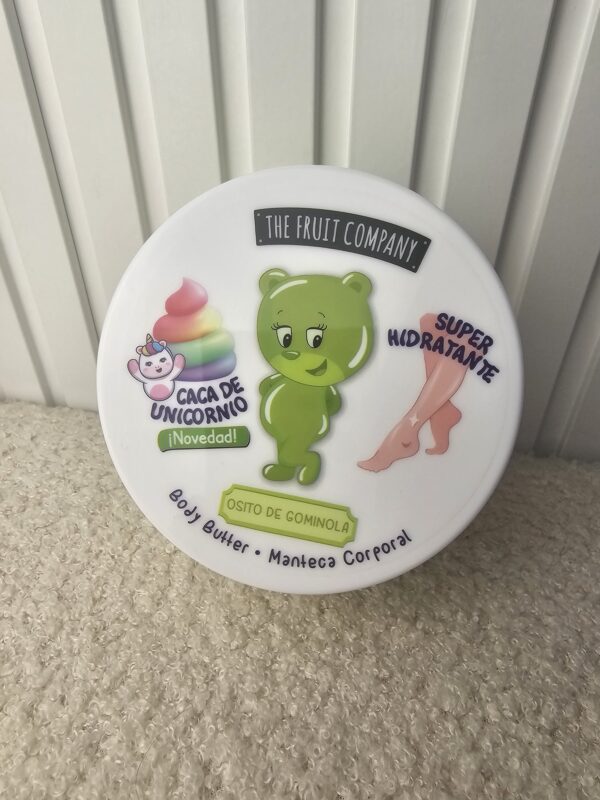 THE FRUIT COMPANY
CACA DE
UNICORNIO
¡Novedad!
SUPER
HIDRATANTE
OSITO DE GOMINOLA
Body Butter • Manteca Corporal